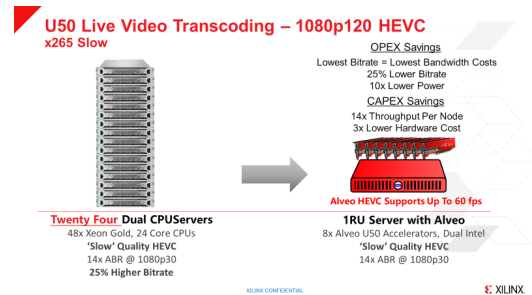 U50 Live Video Transcoding – 1080p120 HEVC
x265 Slow
OPEX Savings
Lowest Bitrate = Lowest Bandwidth Costs
25% Lower Bitrate
10x Lower Power
CAPEX Savings
14x Throughput Per Node
3x Lower Hardware Cost
Alveo HEVC Supports Up To 60 fps
Twenty Four Dual CPUServers
48x Xeon Gold, 24 Core CPUs
‘Slow’ Quality HEVC
14x ABR @ 1080p30
25% Higher Bitrate
1RU Server with Alveo
8x Alveo U50 Accelerators, Dual Intel
‘Slow’ Quality HEVC
14x ABR @ 1080p30
XILINX CONFIDENTIAL
XILINX.